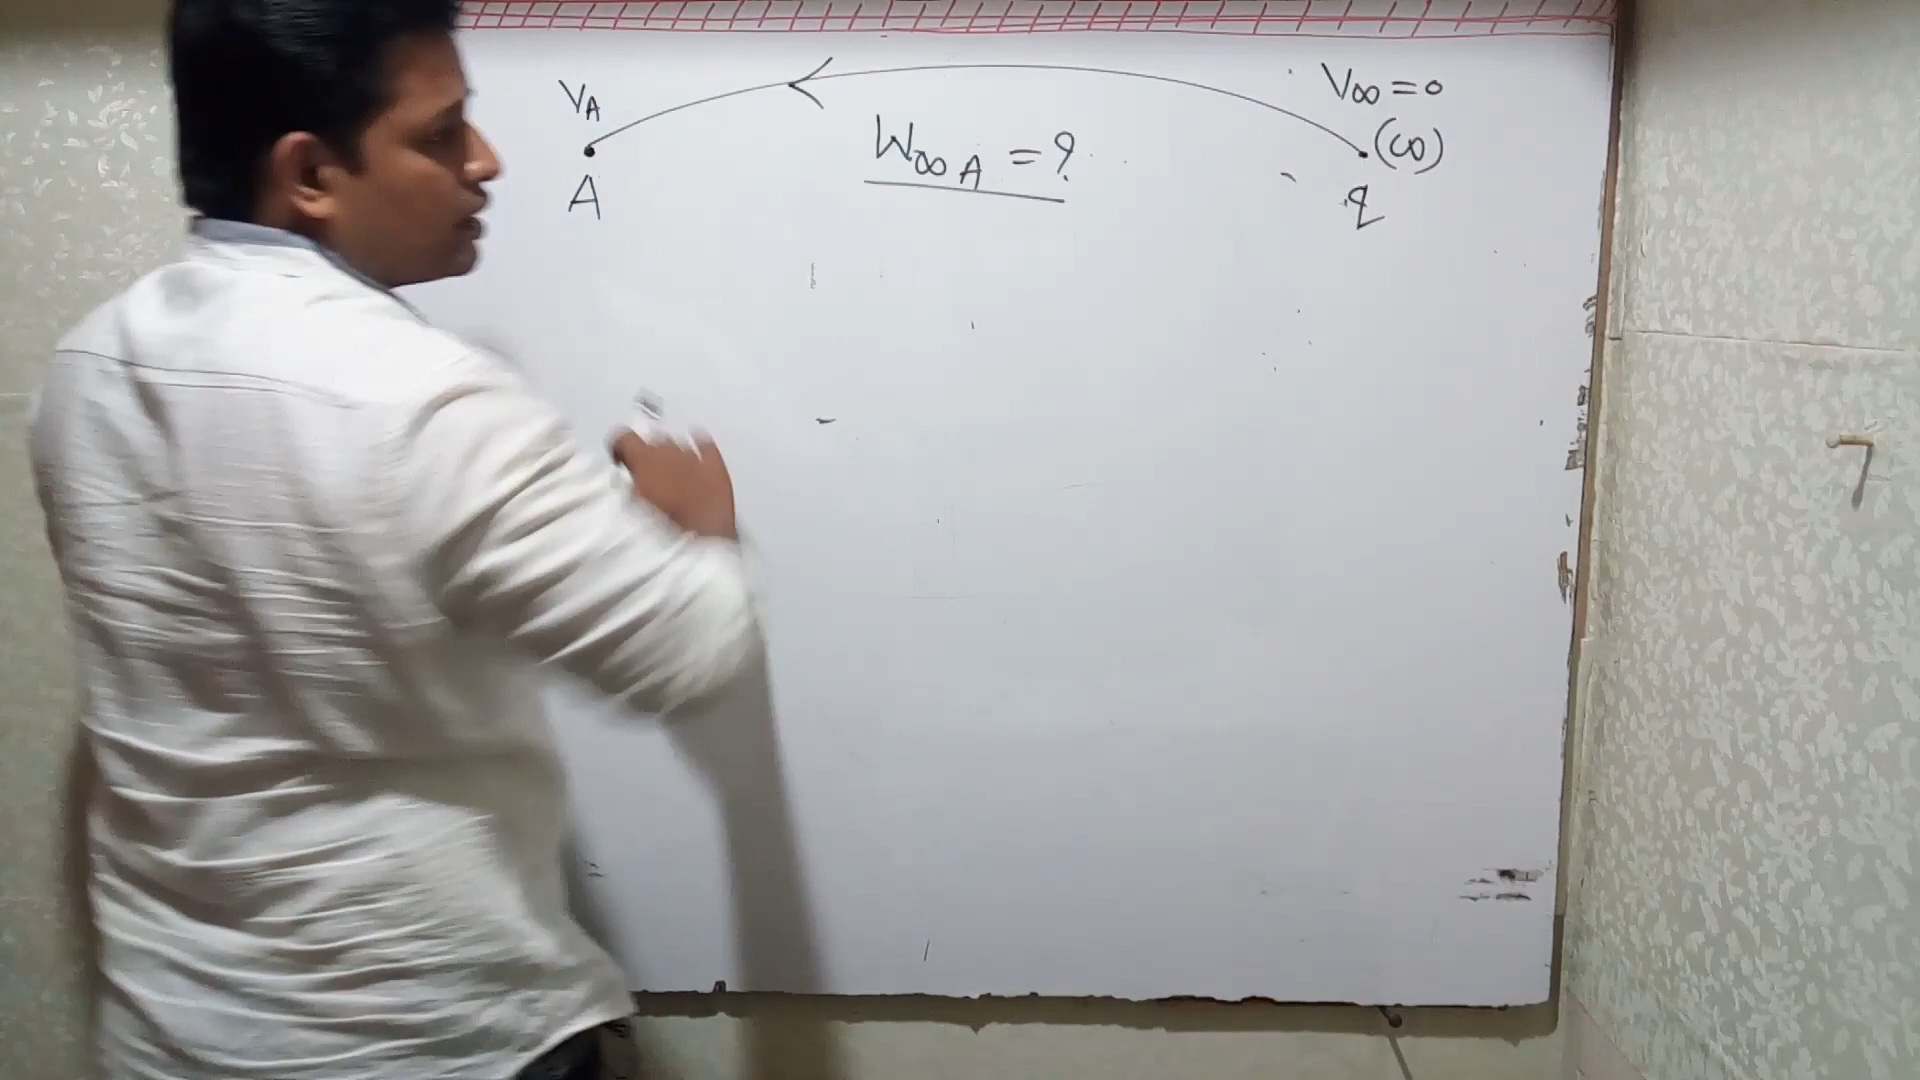 V_A
V∞ = 0
(∞)
W∞A = ?
A
q